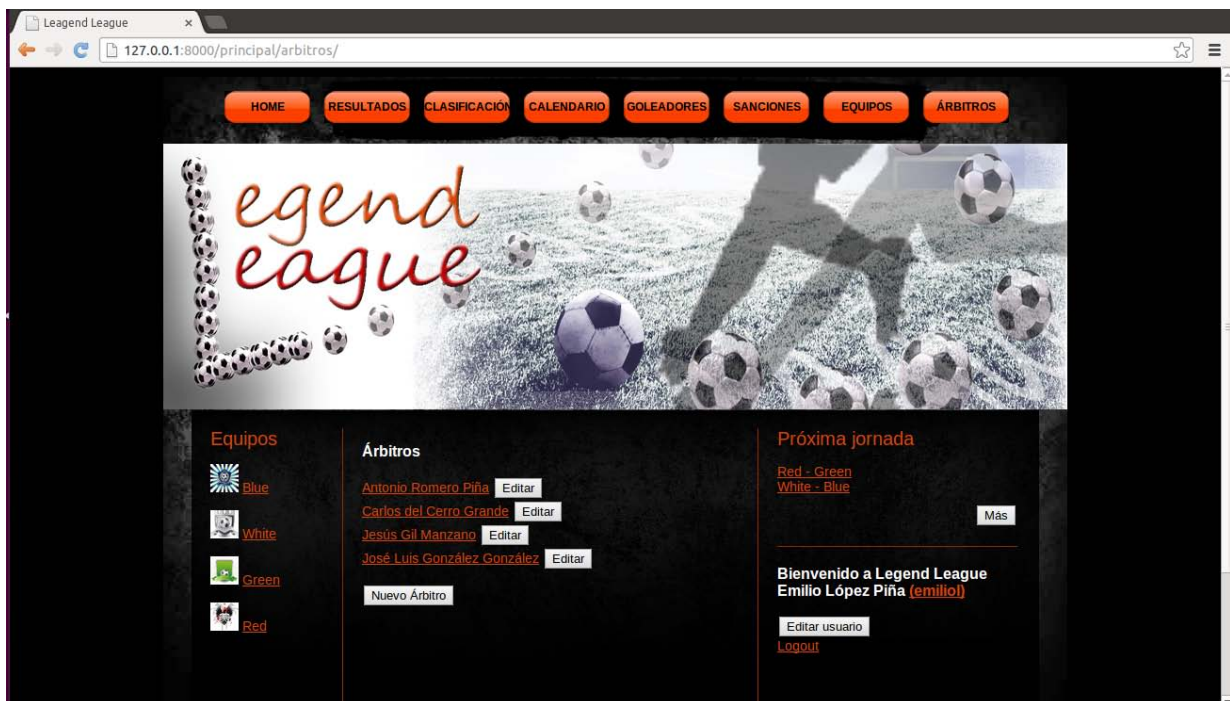 Leagend League
127.0.0.1:8000/principal/arbitros/
HOME RESULTADOS CLASIFICACIÓN CALENDARIO GOLEADORES SANCIONES EQUIPOS ÁRBITROS
egend
eague
Equipos
Blue
White
Green
Red
Árbitros
Antonio Romero Piña Editar
Carlos del Cerro Grande Editar
Jesús Gil Manzano Editar
José Luis González González Editar
Nuevo Árbitro
Próxima jornada
Red - Green
White - Blue
Más
Bienvenido a Legend League
Emilio López Piña (emiliol)
Editar usuario
Logout